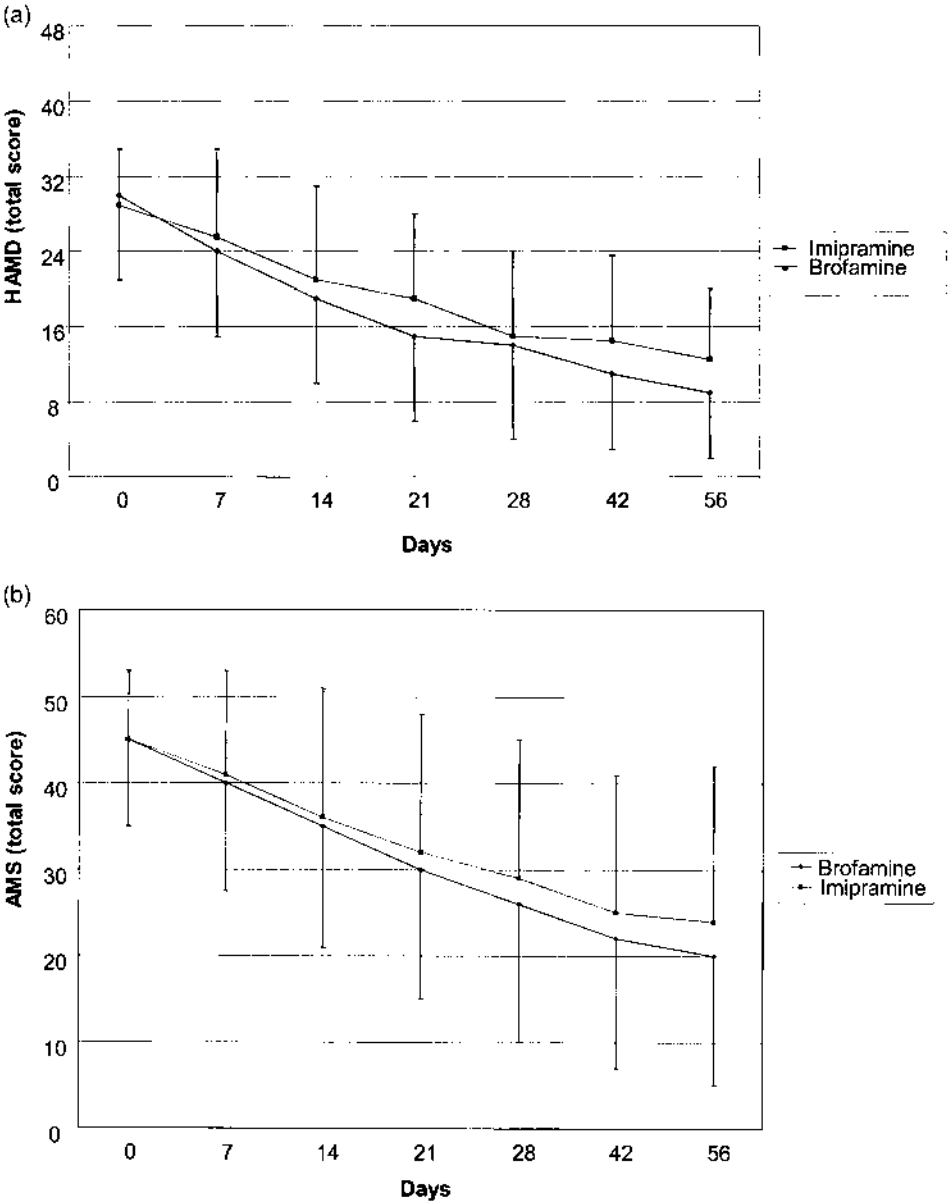 (a)
HAMD (total score)
48
40
32
24
16
8
0
0 7 14 21 28 42 56
Days
Imipramine
Brofamine
(b)
AMS (total score)
60
50
40
30
20
10
0
0 7 14 21 28 42 56
Days
Brofamine
Imipramine